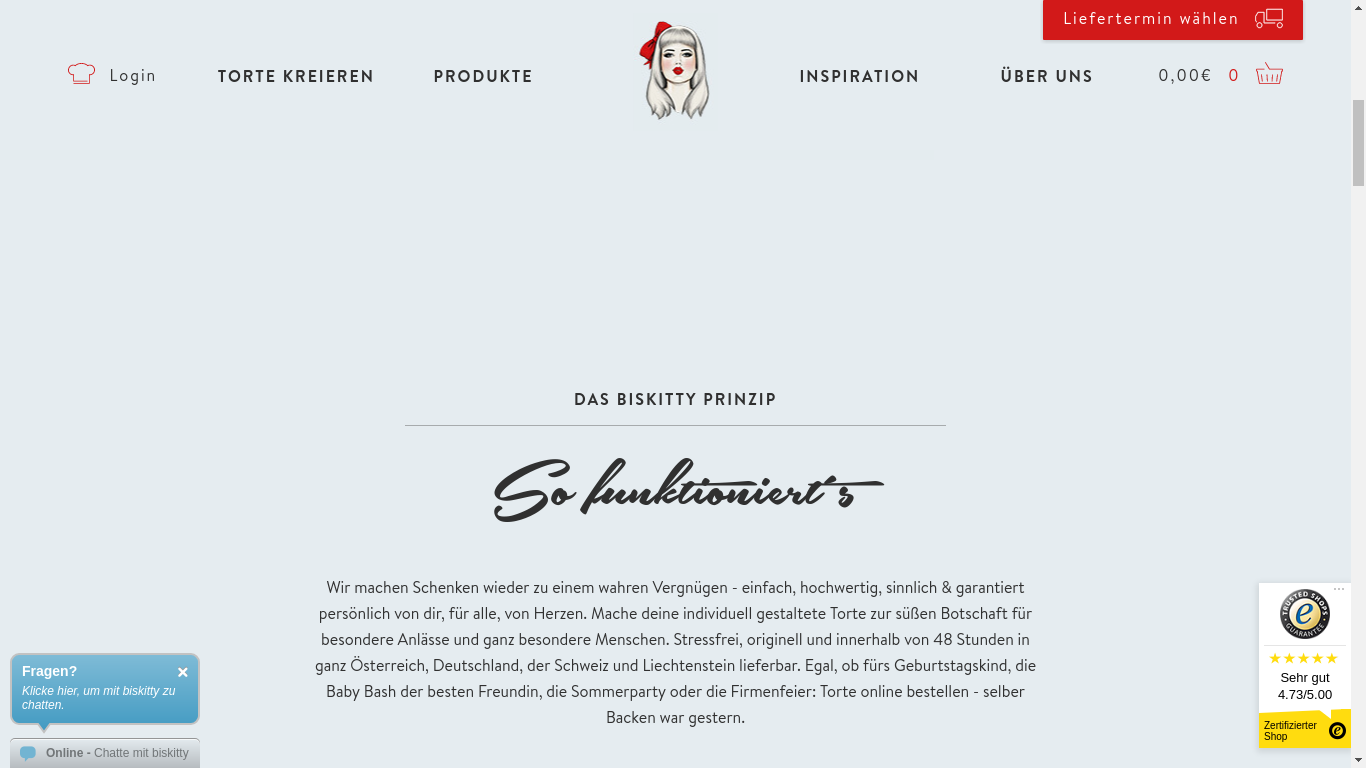 Liefertermin wählen
Login
TORTE KREIEREN
PRODUKTE
INSPIRATION
ÜBER UNS
0,00€ 0
DAS BISKITTY PRINZIP
So funktioniert's
Wir machen Schenken wieder zu einem wahren Vergnügen - einfach, hochwertig, sinnlich & garantiert
persönlich von dir, für alle, von Herzen. Mache deine individuell gestaltete Torte zur süßen Botschaft für
besondere Anlässe und ganz besondere Menschen. Stressfrei, originell und innerhalb von 48 Stunden in
ganz Österreich, Deutschland, der Schweiz und Liechtenstein lieferbar. Egal, ob fürs Geburtstagskind, die
Baby Bash der besten Freundin, die Sommerparty oder die Firmenfeier: Torte online bestellen - selber
Backen war gestern.
Fragen?
Klicke hier, um mit biskitty zu
chatten.
Online - Chatte mit biskitty
TRUSTED SHOPS
GUARANTEE
Sehr gut
4.73/5.00
Zertifizierter
Shop